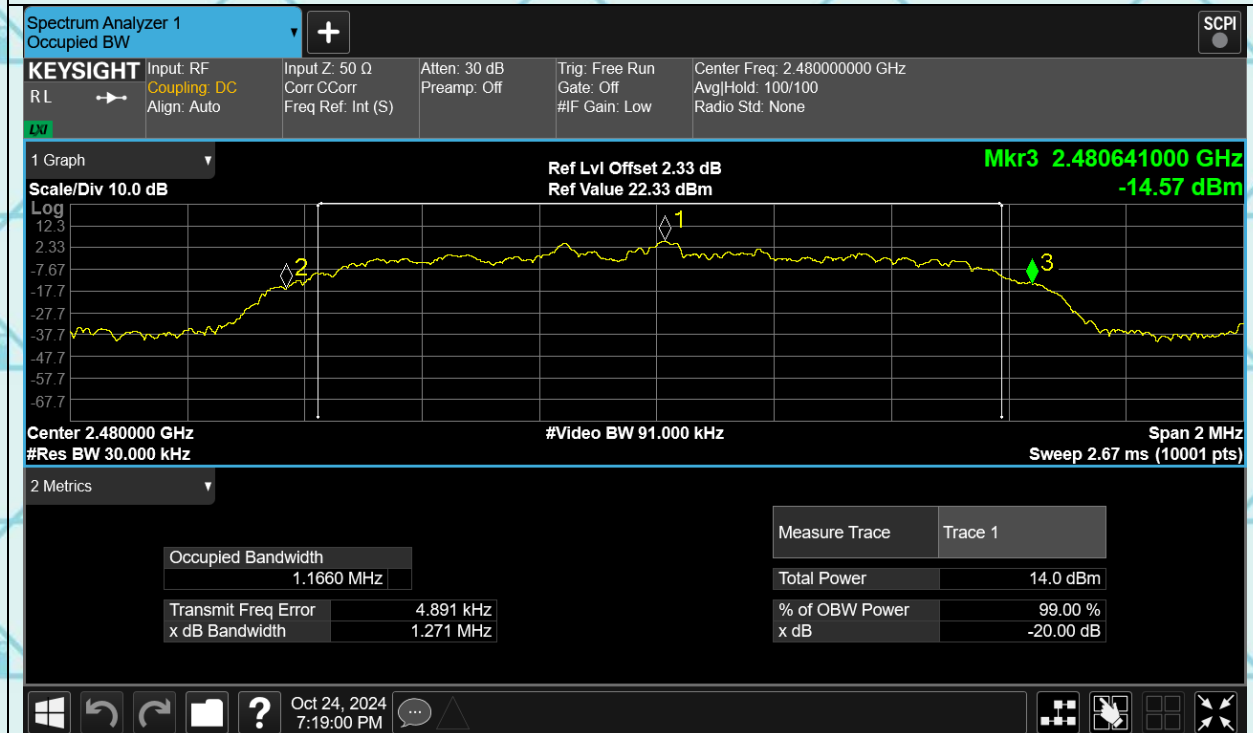 Spectrum Analyzer 1
Occupied BW
+
SCPI
KEYSIGHT
R L
LXI
Input: RF
Coupling: DC
Align: Auto
Input Z: 50 Ω
Corr CCorr
Freq Ref: Int (S)
Atten: 30 dB
Preamp: Off
Trig: Free Run
Gate: Off
#IF Gain: Low
Center Freq: 2.480000000 GHz
Avg|Hold: 100/100
Radio Std: None
1 Graph
Scale/Div 10.0 dB
Ref Lvl Offset 2.33 dB
Ref Value 22.33 dBm
Mkr3 2.480641000 GHz
-14.57 dBm
Log
12.3
2.33
-7.67
-17.7
-27.7
-37.7
-47.7
-57.7
-67.7
1
2
3
Center 2.480000 GHz
#Video BW 91.000 kHz
Span 2 MHz
#Res BW 30.000 kHz
Sweep 2.67 ms (10001 pts)
2 Metrics
Measure Trace Trace 1
Occupied Bandwidth
1.1660 MHz
Total Power 14.0 dBm
Transmit Freq Error 4.891 kHz
% of OBW Power 99.00 %
x dB Bandwidth 1.271 MHz
x dB -20.00 dB
?
Oct 24, 2024
7:19:00 PM